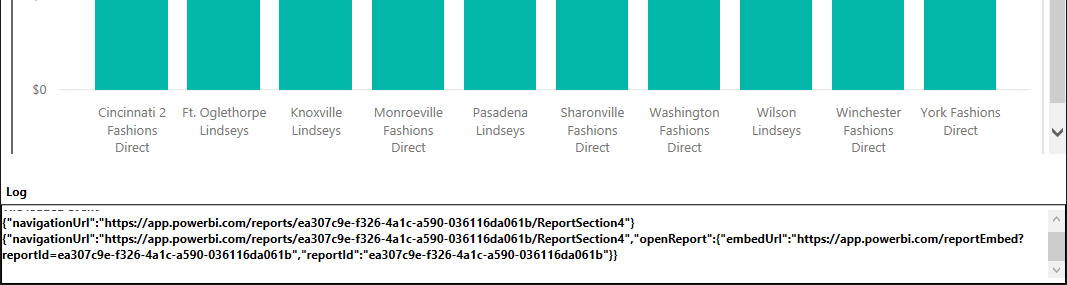 $0
Cincinnati 2 Ft. Oglethorpe Knoxville Monroeville Pasadena Sharonville Washington Wilson Winchester York Fashions
Fashions Lindseys Lindseys Fashions Lindseys Fashions Fashions Lindseys Fashions Direct
Direct Direct Direct Direct Direct
Log
{"navigationUrl":"https://app.powerbi.com/reports/ea307c9e-f326-4a1c-a590-036116da061b/ReportSection4"}
{"navigationUrl":"https://app.powerbi.com/reports/ea307c9e-f326-4a1c-a590-036116da061b/ReportSection4","openReport":{"embedUrl":"https://app.powerbi.com/reportEmbed?
reportId=ea307c9e-f326-4a1c-a590-036116da061b","reportId":"ea307c9e-f326-4a1c-a590-036116da061b"}}